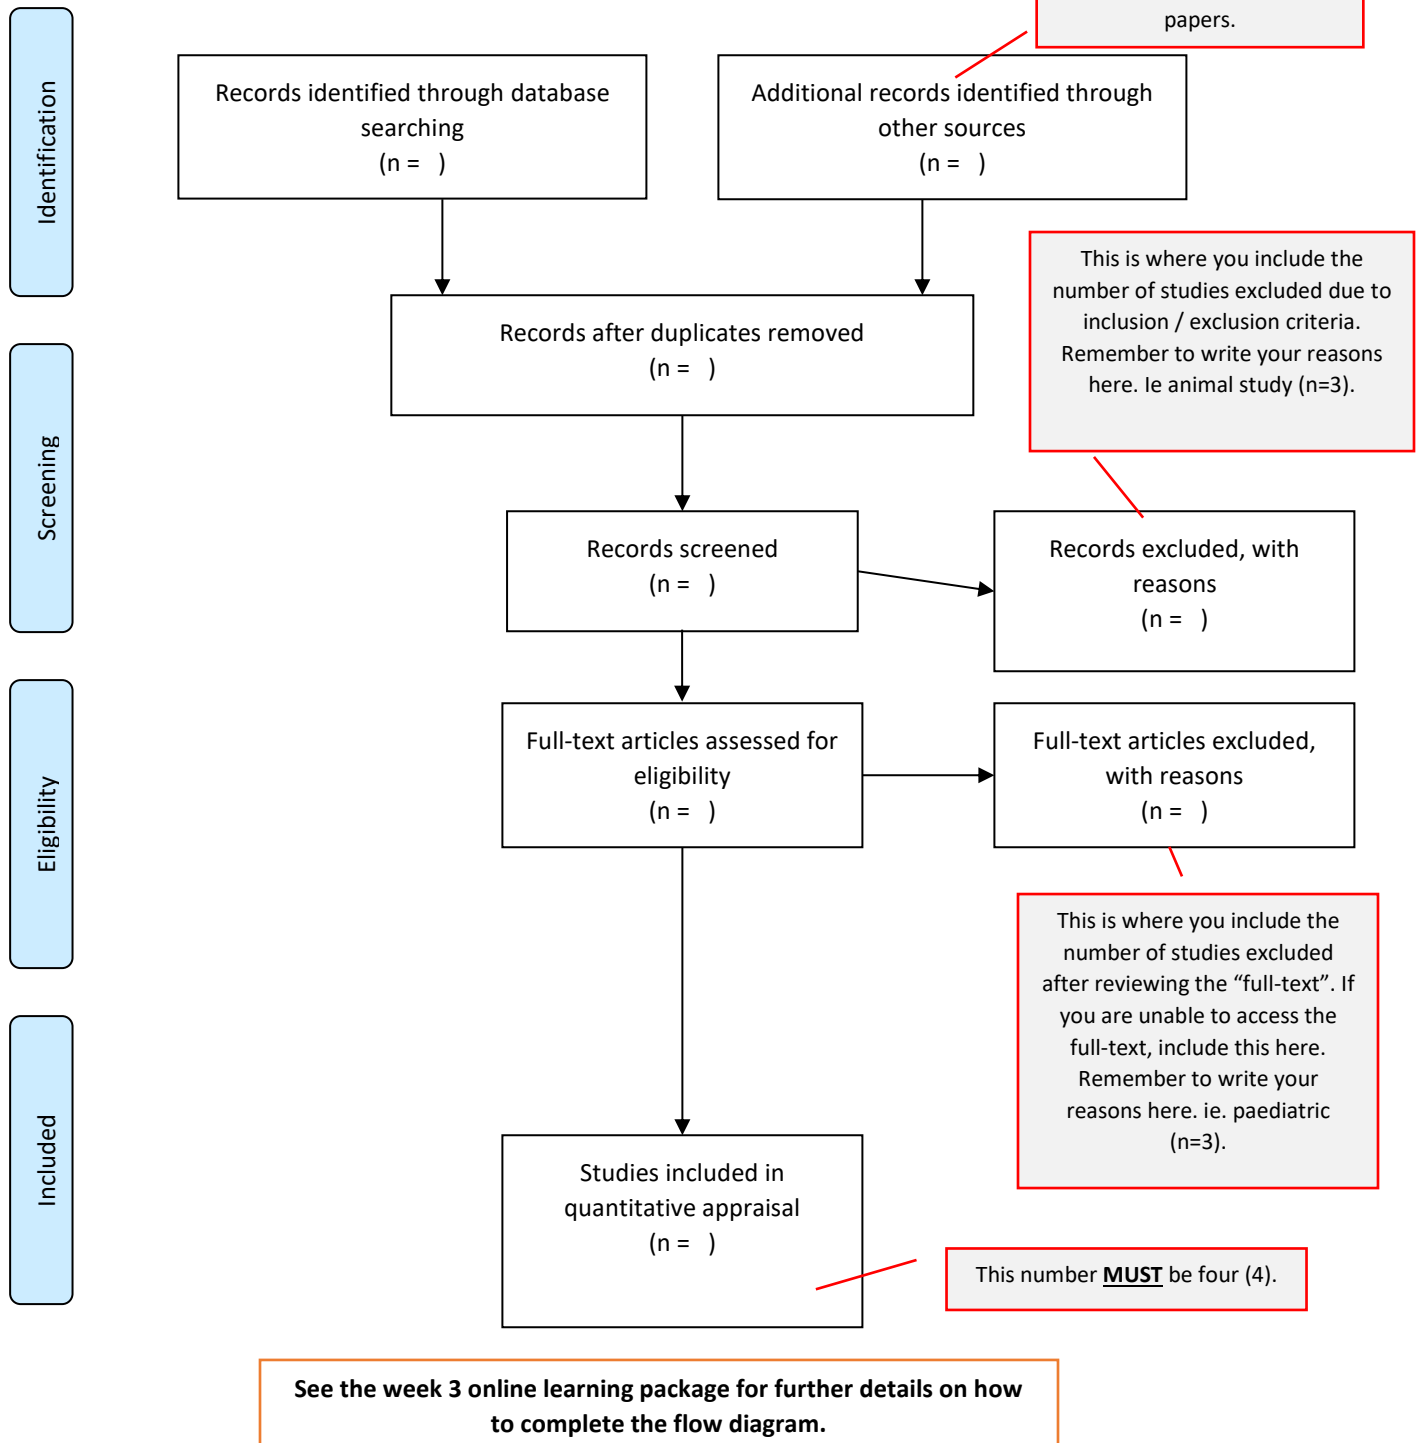 papers.
Identification
Records identified through database
searching
(n =   )
Additional records identified through
other sources
(n =   )
This is where you include the
number of studies excluded due to
inclusion / exclusion criteria.
Remember to write your reasons
here. Ie animal study (n=3).
Records after duplicates removed
(n =   )
Screening
Records screened
(n =   )
Records excluded, with
reasons
(n =   )
Eligibility
Full-text articles assessed for
eligibility
(n =   )
Full-text articles excluded,
with reasons
(n =   )
This is where you include the
number of studies excluded
after reviewing the “full-text”. If
you are unable to access the
full-text, include this here.
Remember to write your
reasons here. ie. paediatric
(n=3).
Included
Studies included in
quantitative appraisal
(n =   )
This number MUST be four (4).
See the week 3 online learning package for further details on how
to complete the flow diagram.